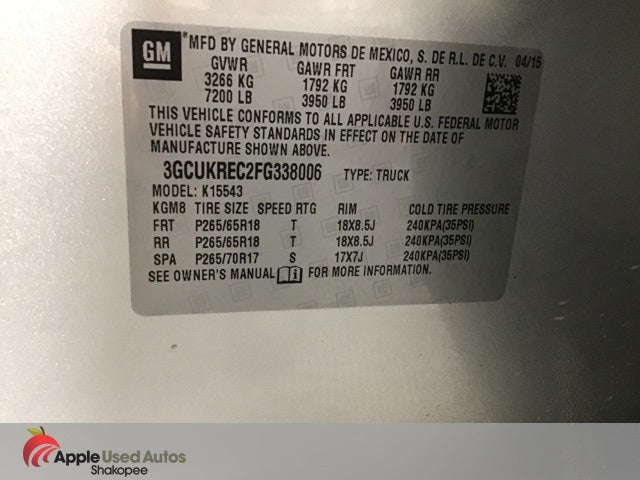 GM
*MFD BY GENERAL MOTORS DE MEXICO, S. DE R.L. DE C.V. 04/15
GVWR GAWR FRT GAWR RR
3266 KG 1792 KG 1792 KG
7200 LB 3950 LB 3950 LB
THIS VEHICLE CONFORMS TO ALL APPLICABLE U.S. FEDERAL MOTOR
VEHICLE SAFETY STANDARDS IN EFFECT ON THE DATE OF
MANUFACTURE SHOWN ABOVE.
3GCUKREC2FG338006 TYPE: TRUCK
MODEL: K15543
KGM8 TIRE SIZE SPEED RTG RIM COLD TIRE PRESSURE
FRT P265/65R18 T 18X8.5J 240KPA(35PSI)
RR P265/65R18 T 18X8.5J 240KPA(35PSI)
SPA P265/70R17 S 17X7J 240KPA(35PSI)
SEE OWNER'S MANUAL FOR MORE INFORMATION.
Apple Used Autos
Shakopee